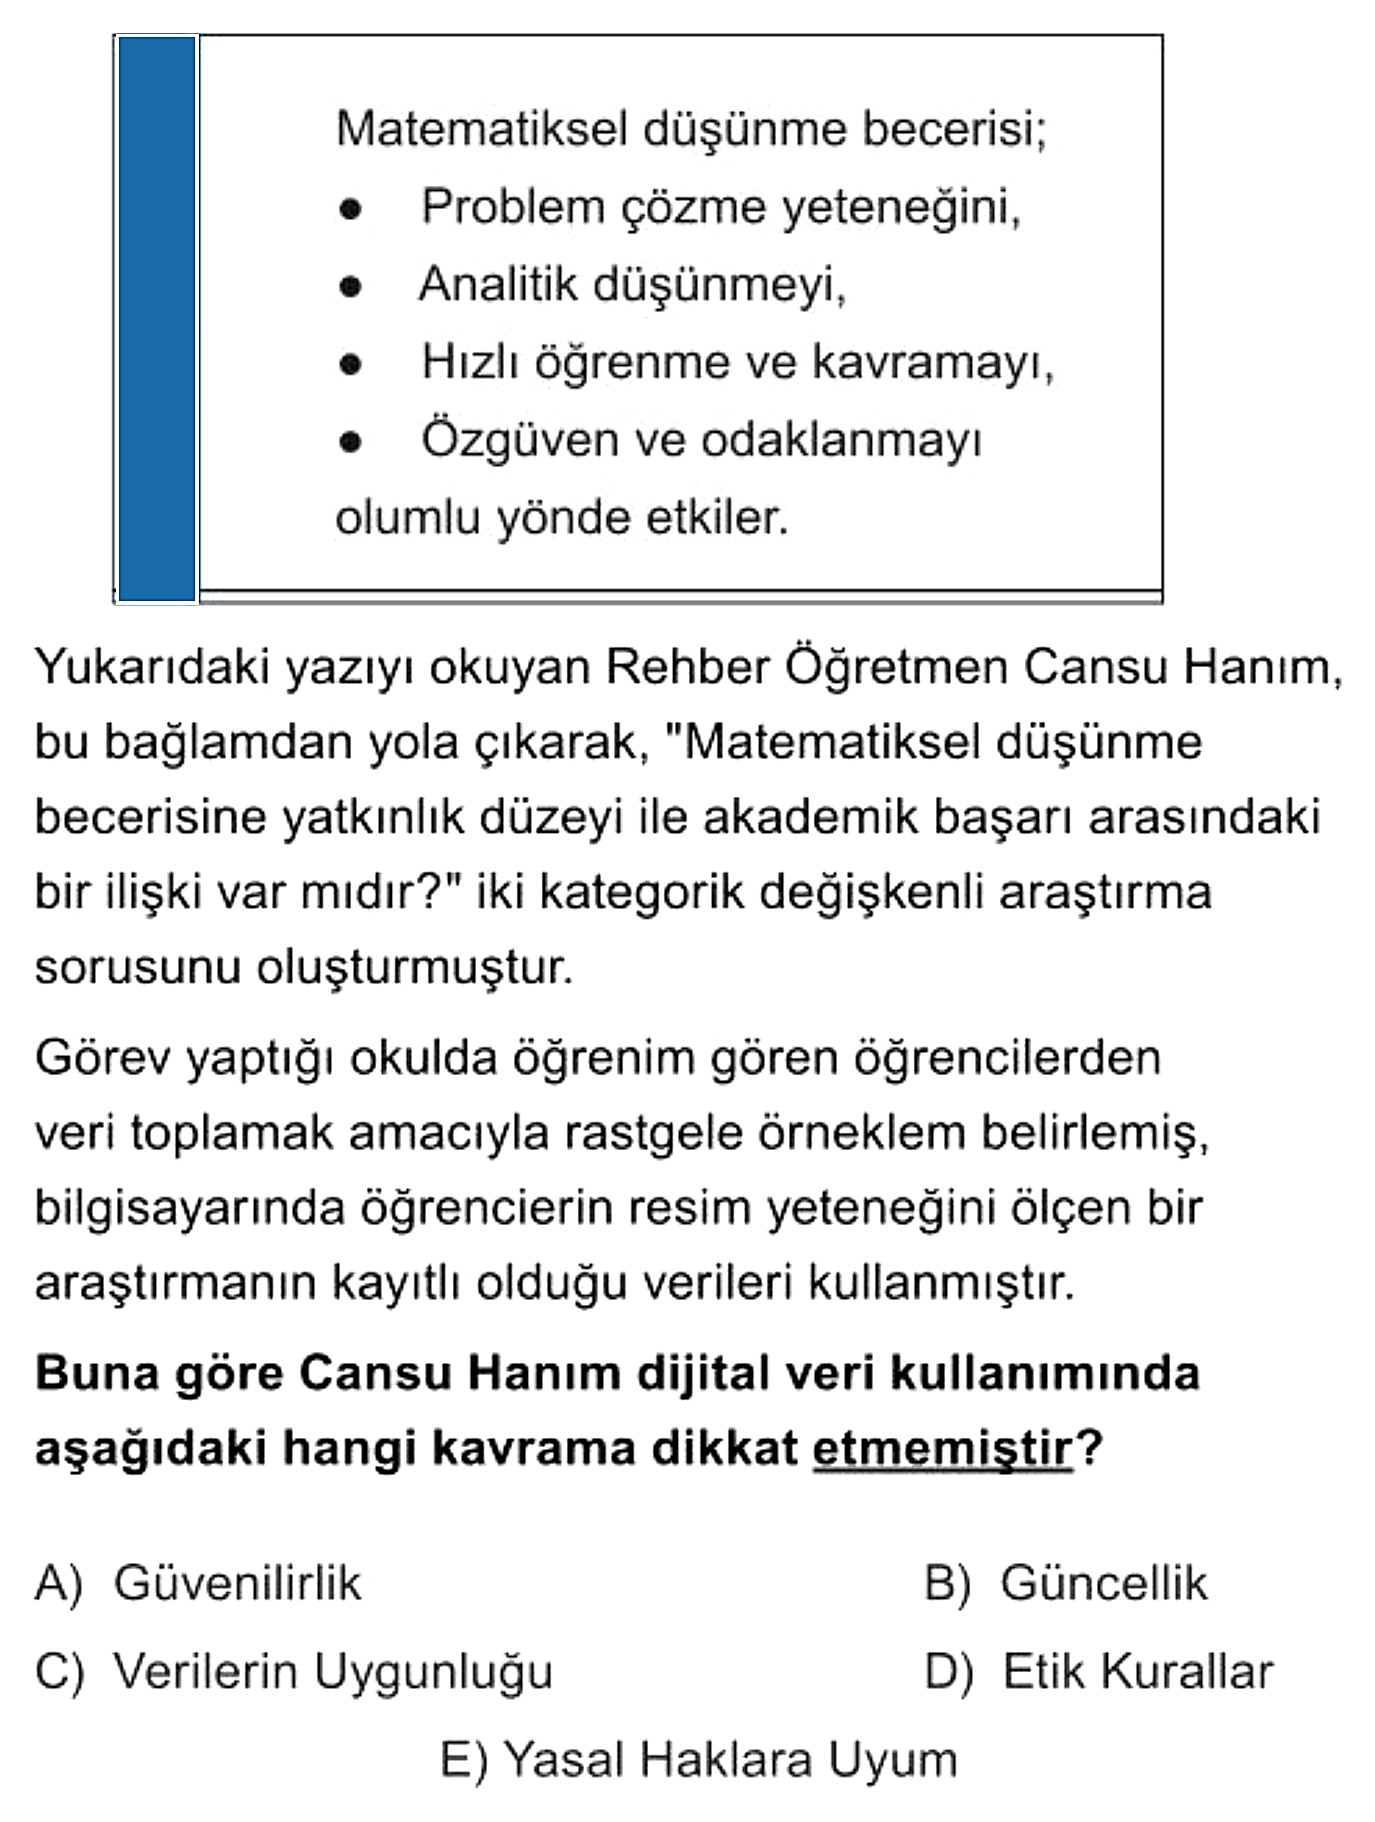 Matematiksel düşünme becerisi;
● Problem çözme yeteneğini,
● Analitik düşünmeyi,
● Hızlı öğrenme ve kavramayı,
● Özgüven ve odaklanmayı
olumlu yönde etkiler.
Yukarıdaki yazıyı okuyan Rehber Öğretmen Cansu Hanım,
bu bağlamdan yola çıkarak, "Matematiksel düşünme
becerisine yatkınlık düzeyi ile akademik başarı arasındaki
bir ilişki var mıdır?" iki kategorik değişkenli araştırma
sorusunu oluşturmuştur.
Görev yaptığı okulda öğrenim gören öğrencilerden
veri toplamak amacıyla rastgele örneklem belirlemiş,
bilgisayarında öğrencierin resim yeteneğini ölçen bir
araştırmanın kayıtlı olduğu verileri kullanmıştır.
Buna göre Cansu Hanım dijital veri kullanımında
aşağıdaki hangi kavrama dikkat etmemiştir?
A) Güvenilirlik B) Güncellik
C) Verilerin Uygunluğu D) Etik Kurallar
E) Yasal Haklara Uyum